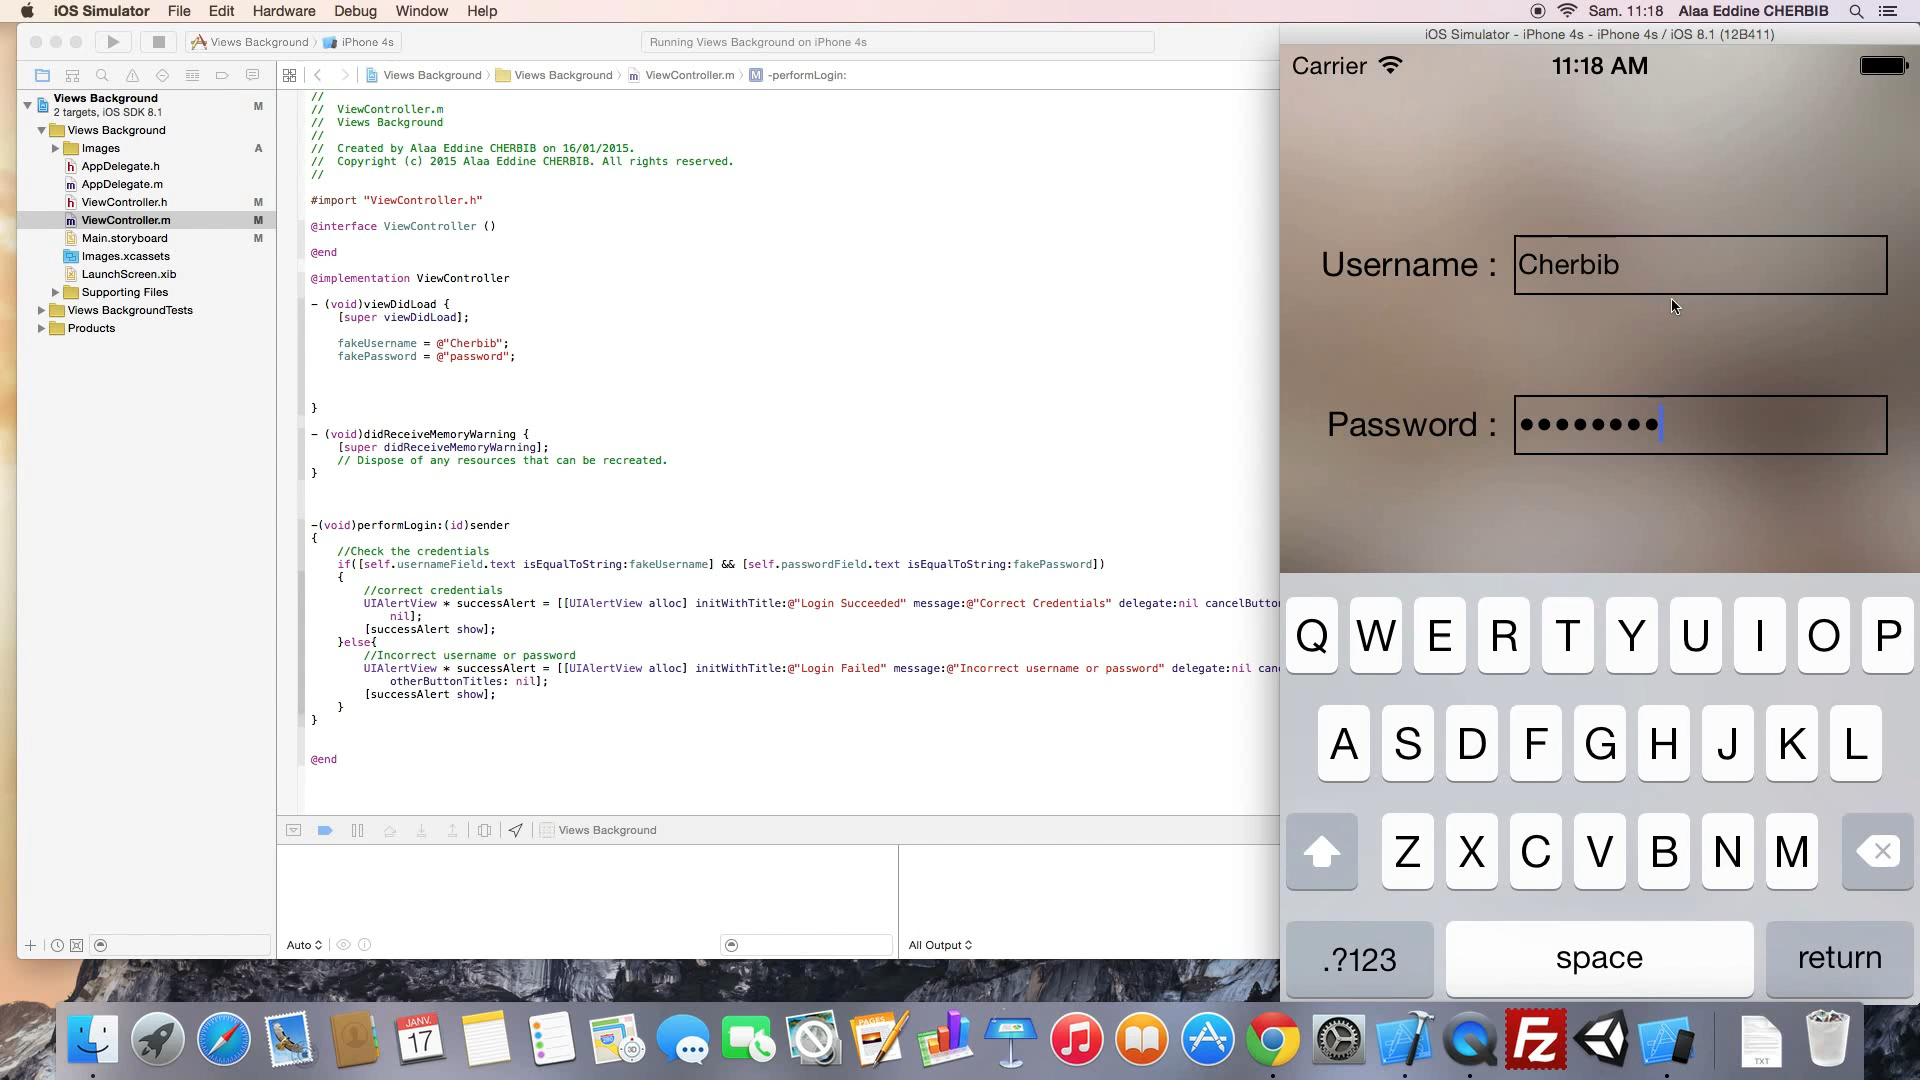 iOS Simulator File Edit Hardware Debug Window Help Sam. 11:18 Alaa Eddine CHERBIB
Views Background iPhone 4s Running Views Background on iPhone 4s
iOS Simulator - iPhone 4s - iPhone 4s / iOS 8.1 (12B411)
Views Background Views Background ViewController.m -performLogin:
Views Background M
2 targets, iOS SDK 8.1
Views Background
Images A
AppDelegate.h
AppDelegate.m
ViewController.h M
ViewController.m M
Main.storyboard M
Images.xcassets
LaunchScreen.xib
Supporting Files
Views BackgroundTests
Products
//
// ViewController.m
// Views Background
//
// Created by Alaa Eddine CHERBIB on 16/01/2015.
// Copyright (c) 2015 Alaa Eddine CHERBIB. All rights reserved.
//
#import "ViewController.h"
@interface ViewController ()
@end
@implementation ViewController
- (void)viewDidLoad {
[super viewDidLoad];
fakeUsername = @"Cherbib";
fakePassword = @"password";
}
- (void)didReceiveMemoryWarning {
[super didReceiveMemoryWarning];
// Dispose of any resources that can be recreated.
}
-(void)performLogin:(id)sender
{
//Check the credentials
if([self.usernameField.text isEqualToString:fakeUsername] && [self.passwordField.text isEqualToString:fakePassword])
{
//correct credentials
UIAlertView * successAlert = [[UIAlertView alloc] initWithTitle:@"Login Succeeded" message:@"Correct Credentials" delegate:nil cancelButton
nil];
[successAlert show];
}else{
//Incorrect username or password
UIAlertView * successAlert = [[UIAlertView alloc] initWithTitle:@"Login Failed" message:@"Incorrect username or password" delegate:nil canc
otherButtonTitles: nil];
[successAlert show];
}
}
@end
Views Background
Auto All Output
Carrier 11:18 AM
Username : Cherbib
Password : ••••••••
Q W E R T Y U I O P
A S D F G H J K L
Z X C V B N M
.?123 space return
JANV.
17
PAGES
3D
Fz
TXT